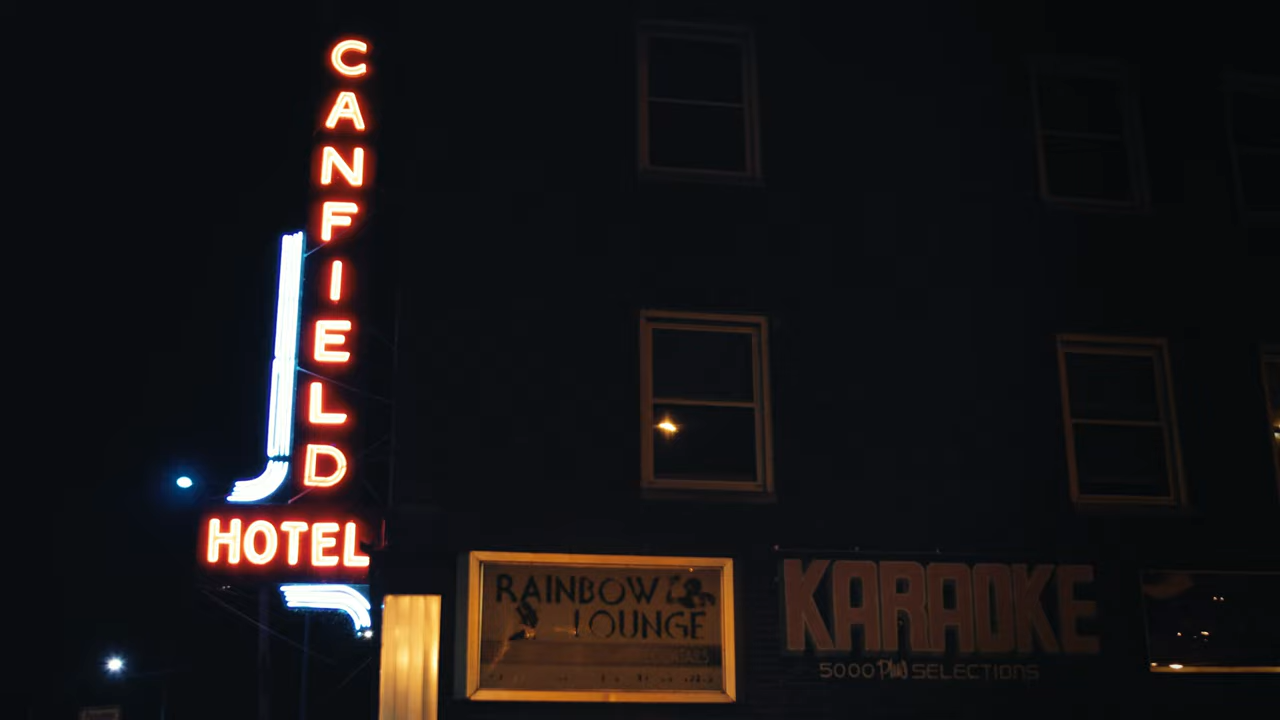 CANFIELD
HOTEL
RAINBOW
LOUNGE
KARAOKE
5000 Plus SELECTIONS